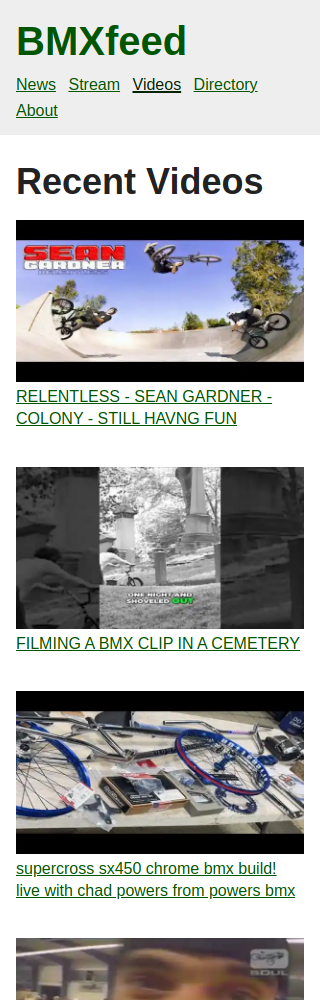 BMXfeed
News Stream Videos Directory
About
Recent Videos
SEAN
GARDNER
RELENTLESS - SEAN GARDNER -
COLONY - STILL HAVNG FUN
ONE NIGHT AND
SHOVELED OUT
FILMING A BMX CLIP IN A CEMETERY
supercross sx450 chrome bmx build!
live with chad powers from powers bmx
SOUL